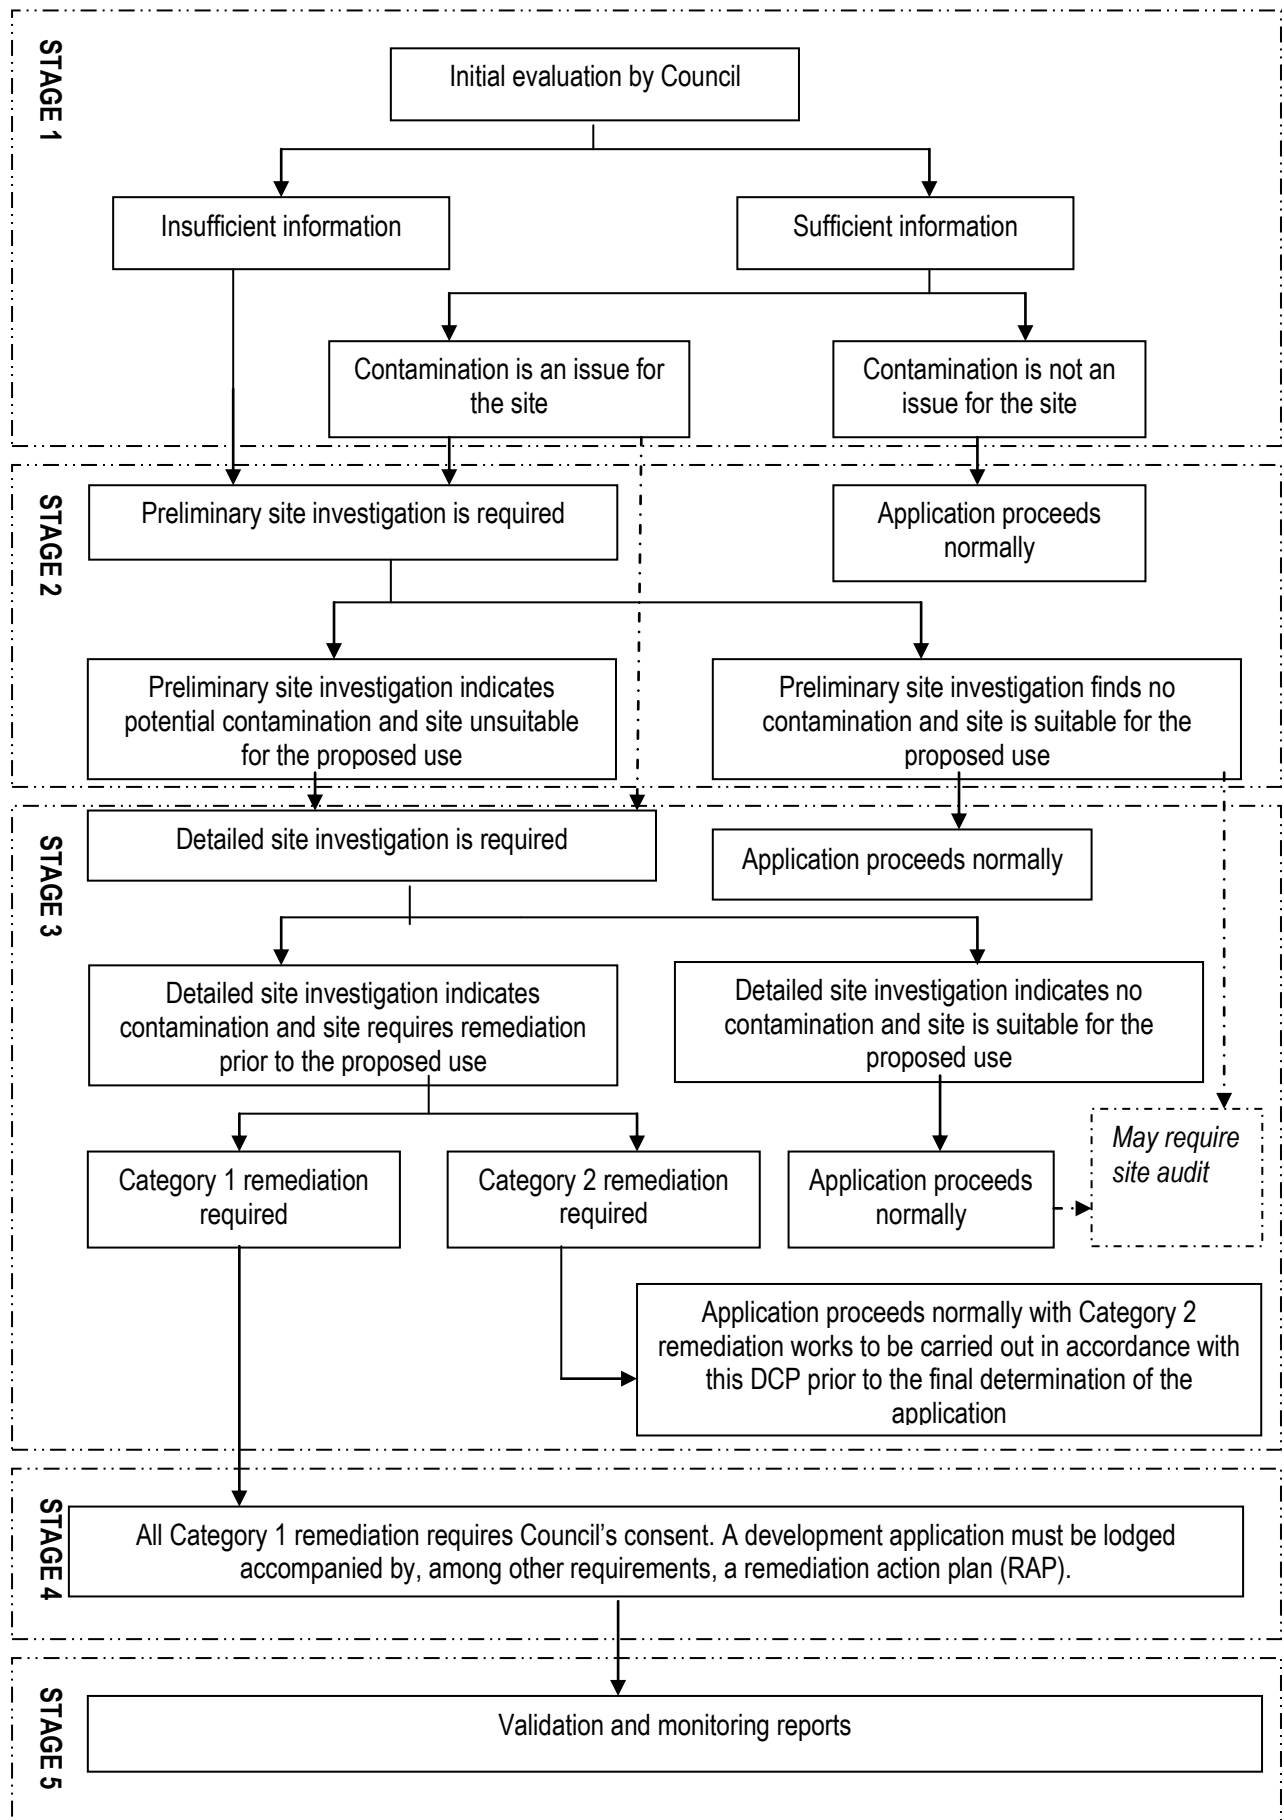 STAGE 1
Initial evaluation by Council
Insufficient information
Sufficient information
Contamination is an issue for
the site
Contamination is not an
issue for the site
STAGE 2
Preliminary site investigation is required
Application proceeds
normally
Preliminary site investigation indicates
potential contamination and site unsuitable
for the proposed use
Preliminary site investigation finds no
contamination and site is suitable for the
proposed use
STAGE 3
Detailed site investigation is required
Application proceeds normally
Detailed site investigation indicates
contamination and site requires remediation
prior to the proposed use
Detailed site investigation indicates no
contamination and site is suitable for the
proposed use
Category 1 remediation
required
Category 2 remediation
required
Application proceeds
normally
May require
site audit
Application proceeds normally with Category 2
remediation works to be carried out in accordance with
this DCP prior to the final determination of the
application
STAGE 4
All Category 1 remediation requires Council’s consent. A development application must be lodged
accompanied by, among other requirements, a remediation action plan (RAP).
STAGE 5
Validation and monitoring reports